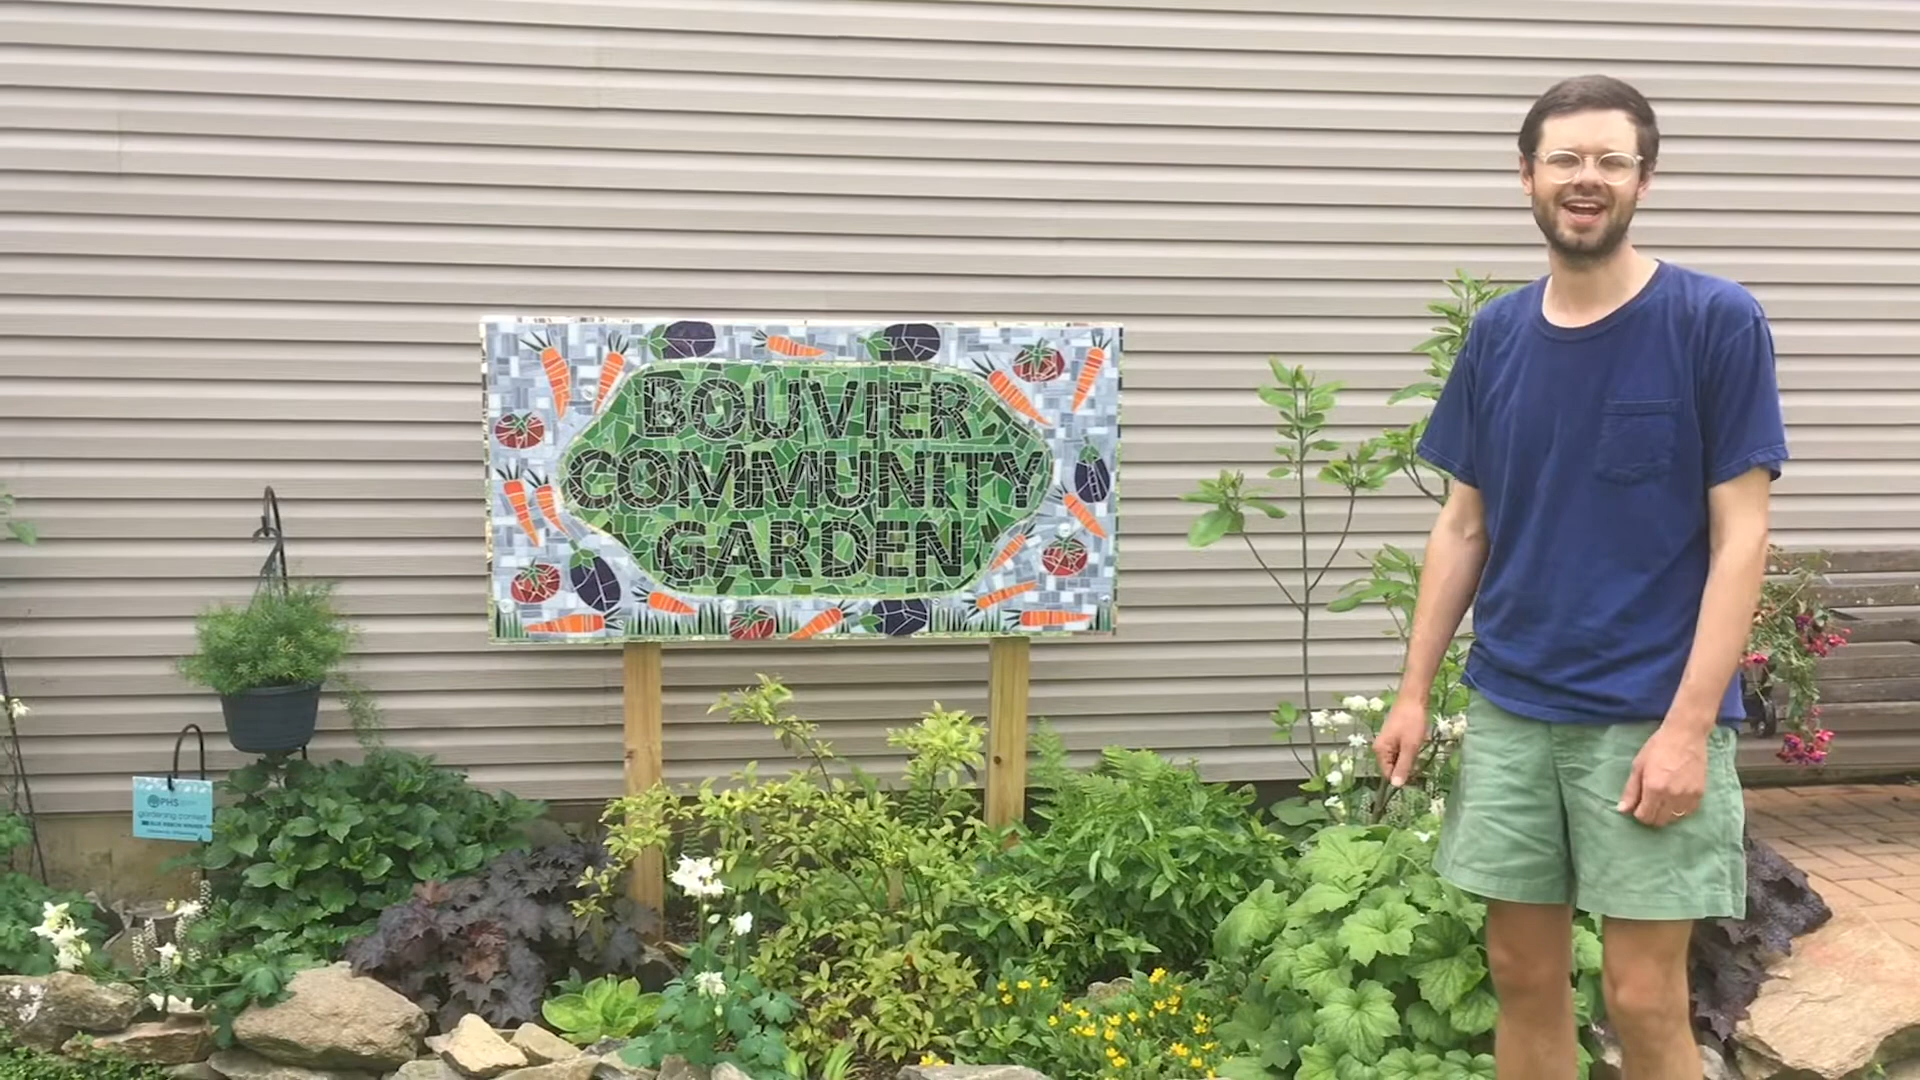 BOUVIER
COMMUNITY
GARDEN
PHS
gardening contest